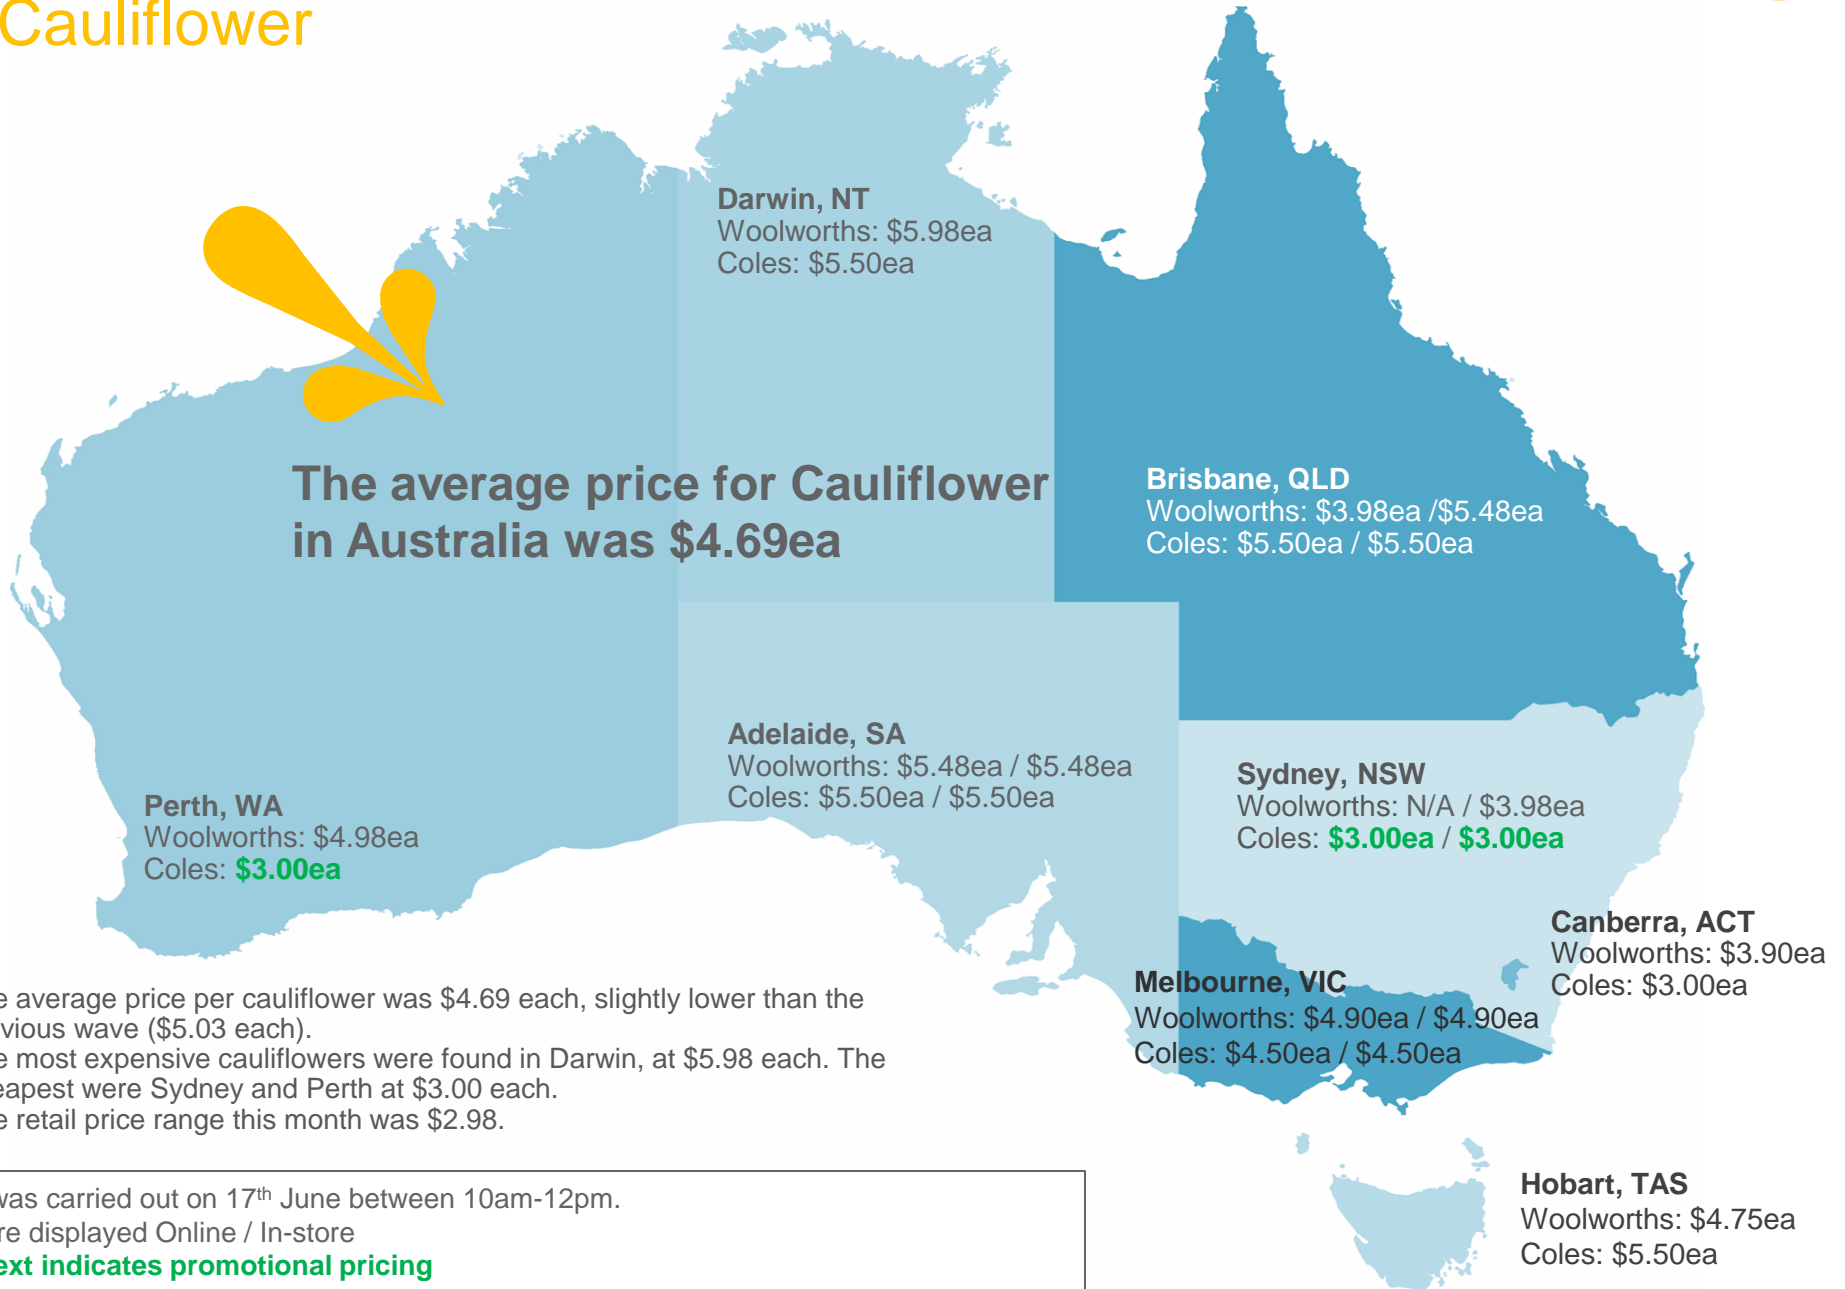 Cauliflower
Darwin, NT
Woolworths: $5.98ea
Coles: $5.50ea
The average price for Cauliflower
in Australia was $4.69ea
Brisbane, QLD
Woolworths: $3.98ea /$5.48ea
Coles: $5.50ea / $5.50ea
Adelaide, SA
Woolworths: $5.48ea / $5.48ea
Coles: $5.50ea / $5.50ea
Sydney, NSW
Woolworths: N/A / $3.98ea
Coles: $3.00ea / $3.00ea
Perth, WA
Woolworths: $4.98ea
Coles: $3.00ea
Canberra, ACT
Woolworths: $3.90ea
Coles: $3.00ea
Melbourne, VIC
Woolworths: $4.90ea / $4.90ea
Coles: $4.50ea / $4.50ea
average price per cauliflower was $4.69 each, slightly lower than the
wave ($5.03 each).
most expensive cauliflowers were found in Darwin, at $5.98 each. The
were Sydney and Perth at $3.00 each.
retail price range this month was $2.98.
was carried out on 17th June between 10am-12pm.
displayed Online / In-store
indicates promotional pricing
Hobart, TAS
Woolworths: $4.75ea
Coles: $5.50ea